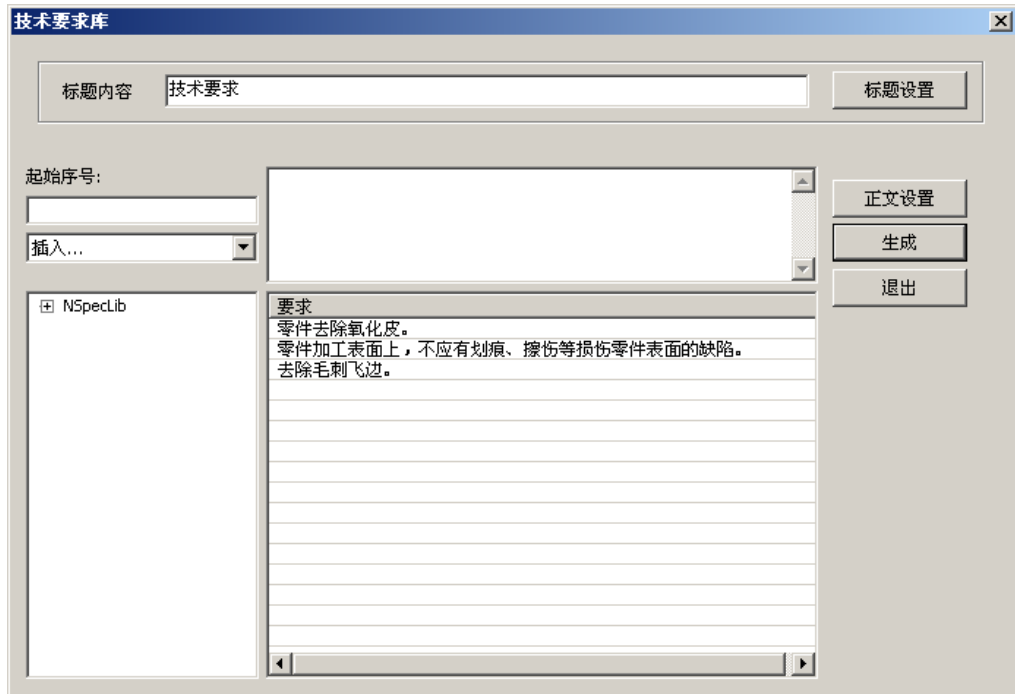 技术要求库
标题内容
技术要求
标题设置
起始序号:
插入...
正文设置
生成
退出
NSpecLib
要求
零件去除氧化皮。
零件加工表面上，不应有划痕、擦伤等损伤零件表面的缺陷。
去除毛刺飞边。